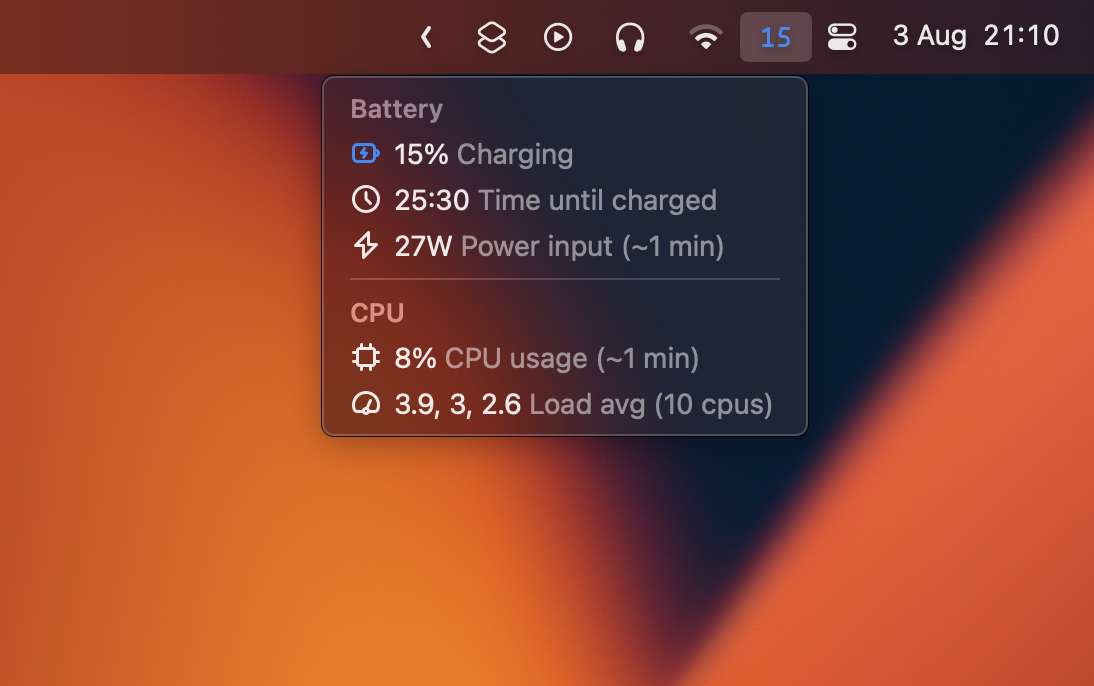 15 3 Aug 21:10
Battery
15% Charging
25:30 Time until charged
27W Power input (~1 min)
CPU
8% CPU usage (~1 min)
3.9, 3, 2.6 Load avg (10 cpus)